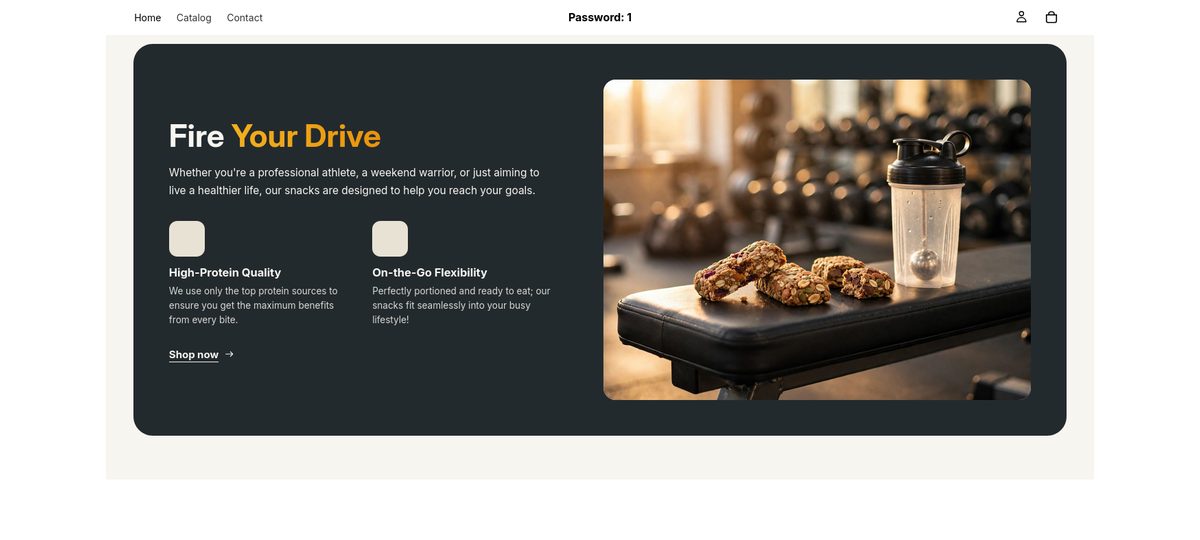 Home
Catalog
Contact
Password: 1
Fire Your Drive
Whether you're a professional athlete, a weekend warrior, or just aiming to
live a healthier life, our snacks are designed to help you reach your goals.
High-Protein Quality
We use only the top protein sources to
ensure you get the maximum benefits
from every bite.
On-the-Go Flexibility
Perfectly portioned and ready to eat; our
snacks fit seamlessly into your busy
lifestyle!
Shop now →